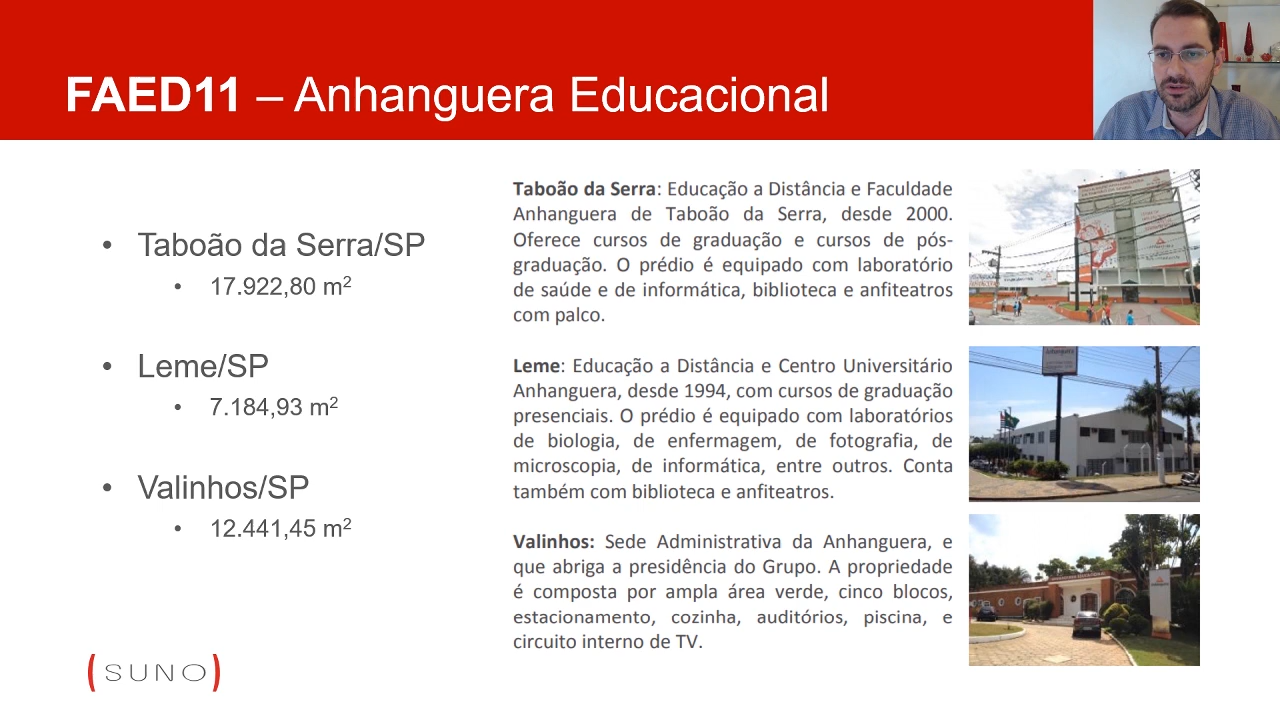 FAED11 – Anhanguera Educacional
• Taboão da Serra/SP
• 17.922,80 m²
• Leme/SP
• 7.184,93 m²
• Valinhos/SP
• 12.441,45 m²
Taboão da Serra: Educação a Distância e Faculdade
Anhanguera de Taboão da Serra, desde 2000.
Oferece cursos de graduação e cursos de pós-
graduação. O prédio é equipado com laboratório
de saúde e de informática, biblioteca e anfiteatros
com palco.
Leme: Educação a Distância e Centro Universitário
Anhanguera, desde 1994, com cursos de graduação
presenciais. O prédio é equipado com laboratórios
de biologia, de enfermagem, de fotografia, de
microscopia, de informática, entre outros. Conta
também com biblioteca e anfiteatros.
Valinhos: Sede Administrativa da Anhanguera, e
que abriga a presidência do Grupo. A propriedade
é composta por ampla área verde, cinco blocos,
estacionamento, cozinha, auditórios, piscina, e
circuito interno de TV.
(SUNO)